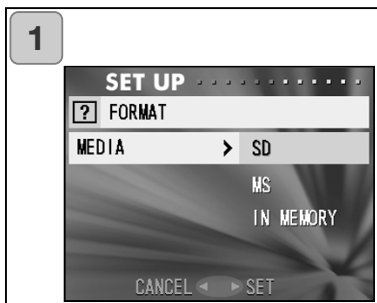 1
SET UP
? FORMAT
MEDIA > SD
MS
IN MEMORY
CANCEL ◀ ▶ SET